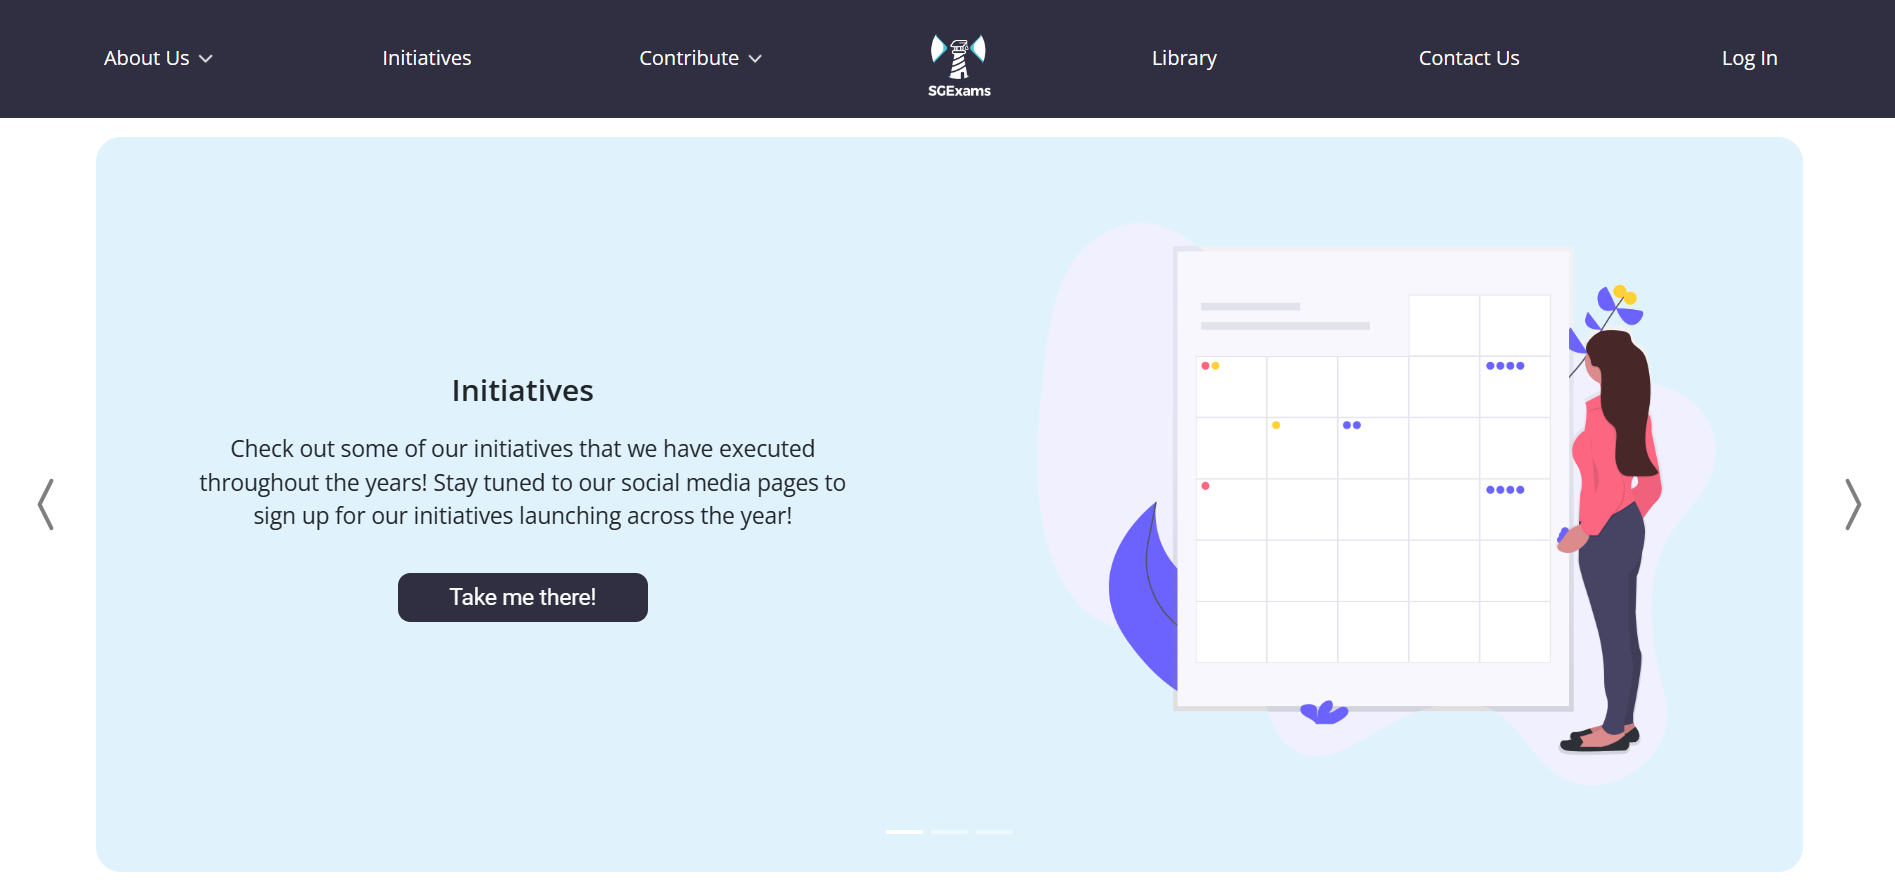 About Us
Initiatives
Contribute
SGExams
Library
Contact Us
Log In
Initiatives
Check out some of our initiatives that we have executed
throughout the years! Stay tuned to our social media pages to
sign up for our initiatives launching across the year!
Take me there!